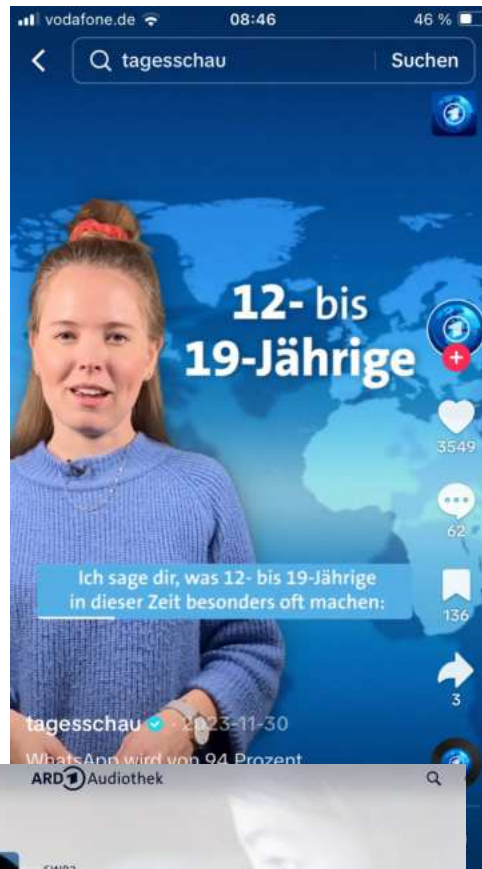 vodafone.de 08:46 46 %
tagesschau Suchen
12- bis
19-Jährige
3549
62
Ich sage dir, was 12- bis 19-Jährige
in dieser Zeit besonders oft machen:
136
3
tagesschau · 2023-11-30
WhatsApp wird von 94 Prozent
ARD 1 Audiothek